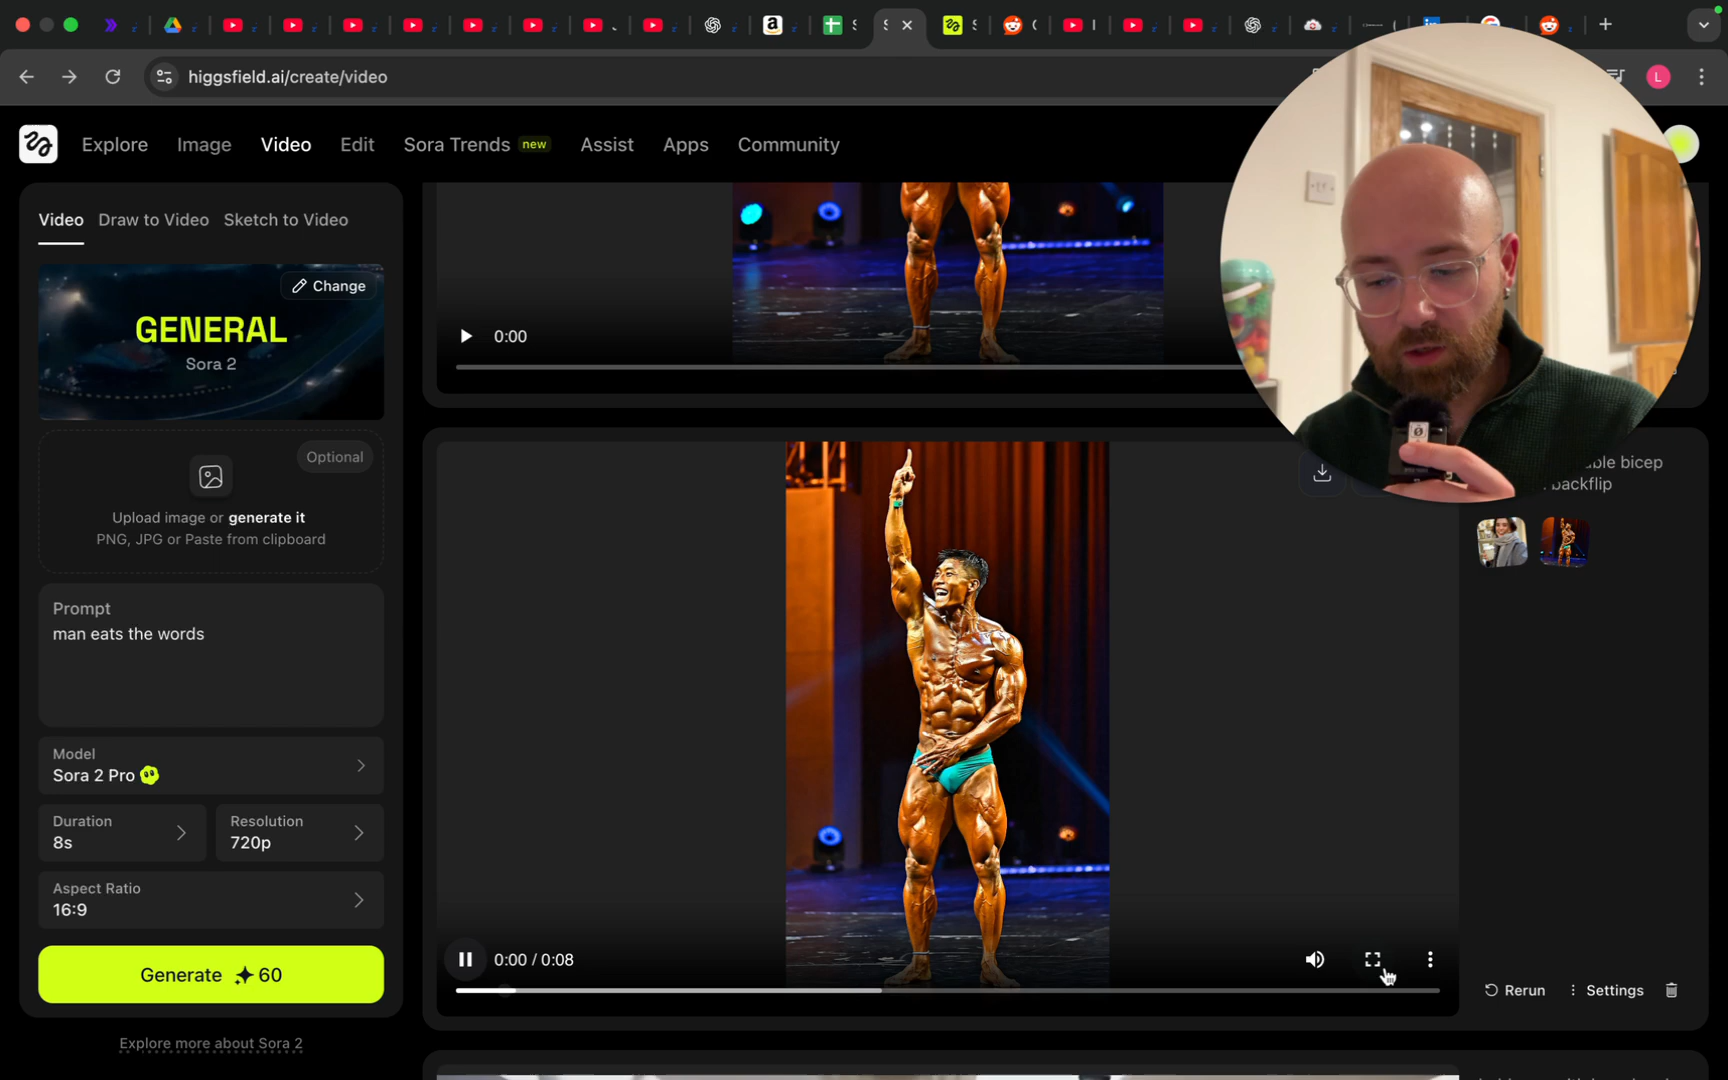 higgsfield.ai/create/video
L
Explore
Image
Video
Edit
Sora Trends new
Assist
Apps
Community
Video
Draw to Video
Sketch to Video
Change
GENERAL
Sora 2
Optional
Upload image or generate it
PNG, JPG or Paste from clipboard
Prompt
man eats the words
Model
Sora 2 Pro
Duration
8s
Resolution
720p
Aspect Ratio
16:9
Generate 60
Explore more about Sora 2
0:00
bicep
backflip
0:00 / 0:08
Rerun
Settings